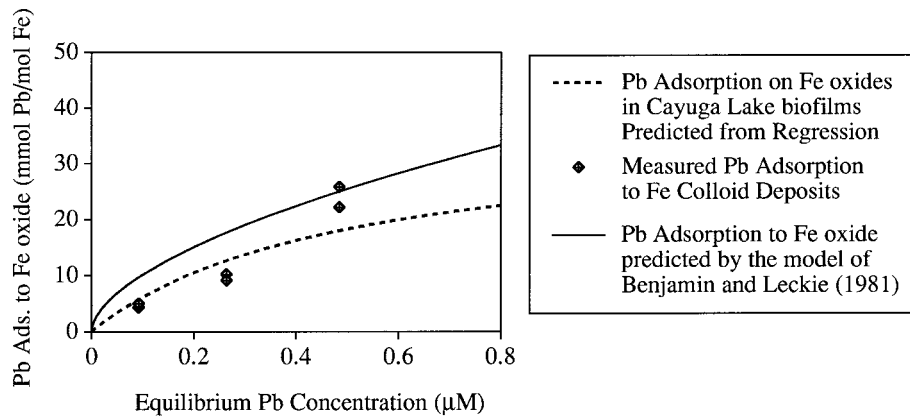 Pb Ads. to Fe oxide (mmol Pb/mol Fe)
50
40
30
20
10
0
0
0.2
0.4
0.6
0.8
Equilibrium Pb Concentration (μM)
Pb Adsorption on Fe oxides
in Cayuga Lake biofilms
Predicted from Regression
Measured Pb Adsorption
to Fe Colloid Deposits
Pb Adsorption to Fe oxide
predicted by the model of
Benjamin and Leckie (1981)